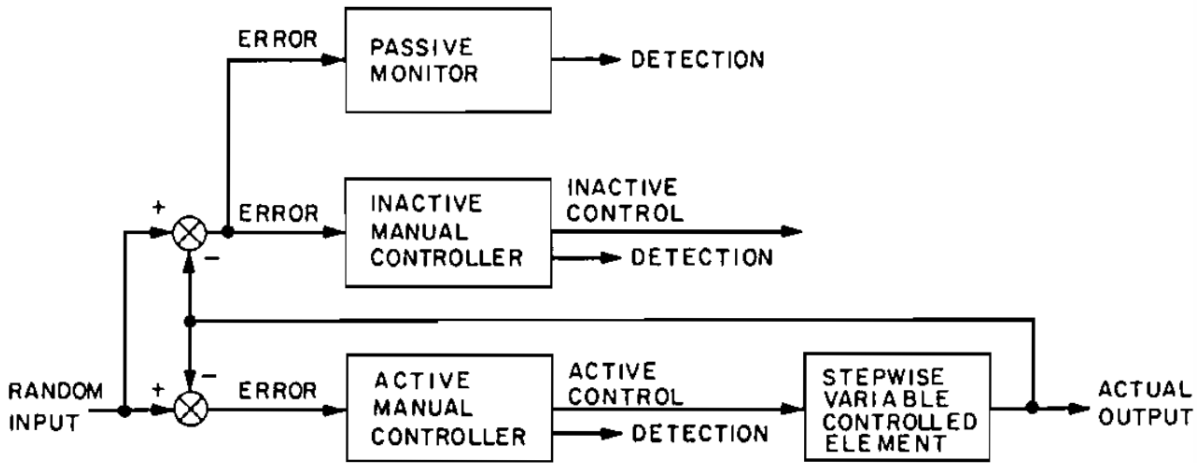 ERROR
PASSIVE
MONITOR
DETECTION
+
ERROR
−
INACTIVE
MANUAL
CONTROLLER
INACTIVE
CONTROL
DETECTION
RANDOM
INPUT
+
−
ERROR
ACTIVE
MANUAL
CONTROLLER
ACTIVE
CONTROL
DETECTION
STEPWISE
VARIABLE
CONTROLLED
ELEMENT
ACTUAL
OUTPUT